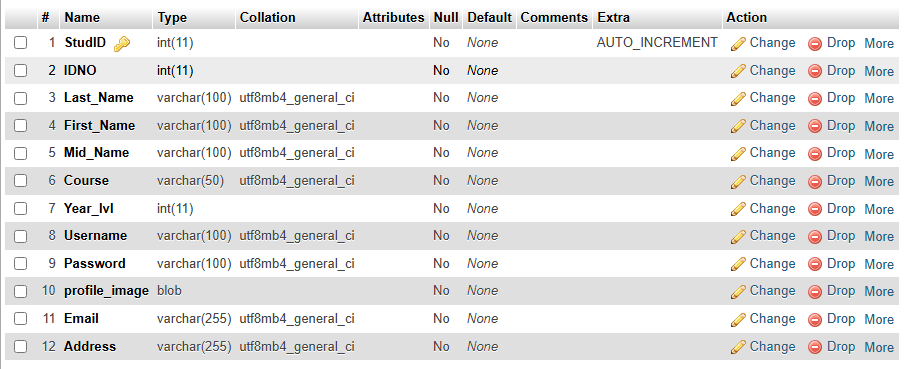 # Name Type Collation Attributes Null Default Comments Extra Action
1 StudID int(11) No None AUTO_INCREMENT Change Drop More
2 IDNO int(11) No None Change Drop More
3 Last_Name varchar(100) utf8mb4_general_ci No None Change Drop More
4 First_Name varchar(100) utf8mb4_general_ci No None Change Drop More
5 Mid_Name varchar(100) utf8mb4_general_ci No None Change Drop More
6 Course varchar(50) utf8mb4_general_ci No None Change Drop More
7 Year_lvl int(11) No None Change Drop More
8 Username varchar(100) utf8mb4_general_ci No None Change Drop More
9 Password varchar(100) utf8mb4_general_ci No None Change Drop More
10 profile_image blob No None Change Drop More
11 Email varchar(255) utf8mb4_general_ci No None Change Drop More
12 Address varchar(255) utf8mb4_general_ci No None Change Drop More